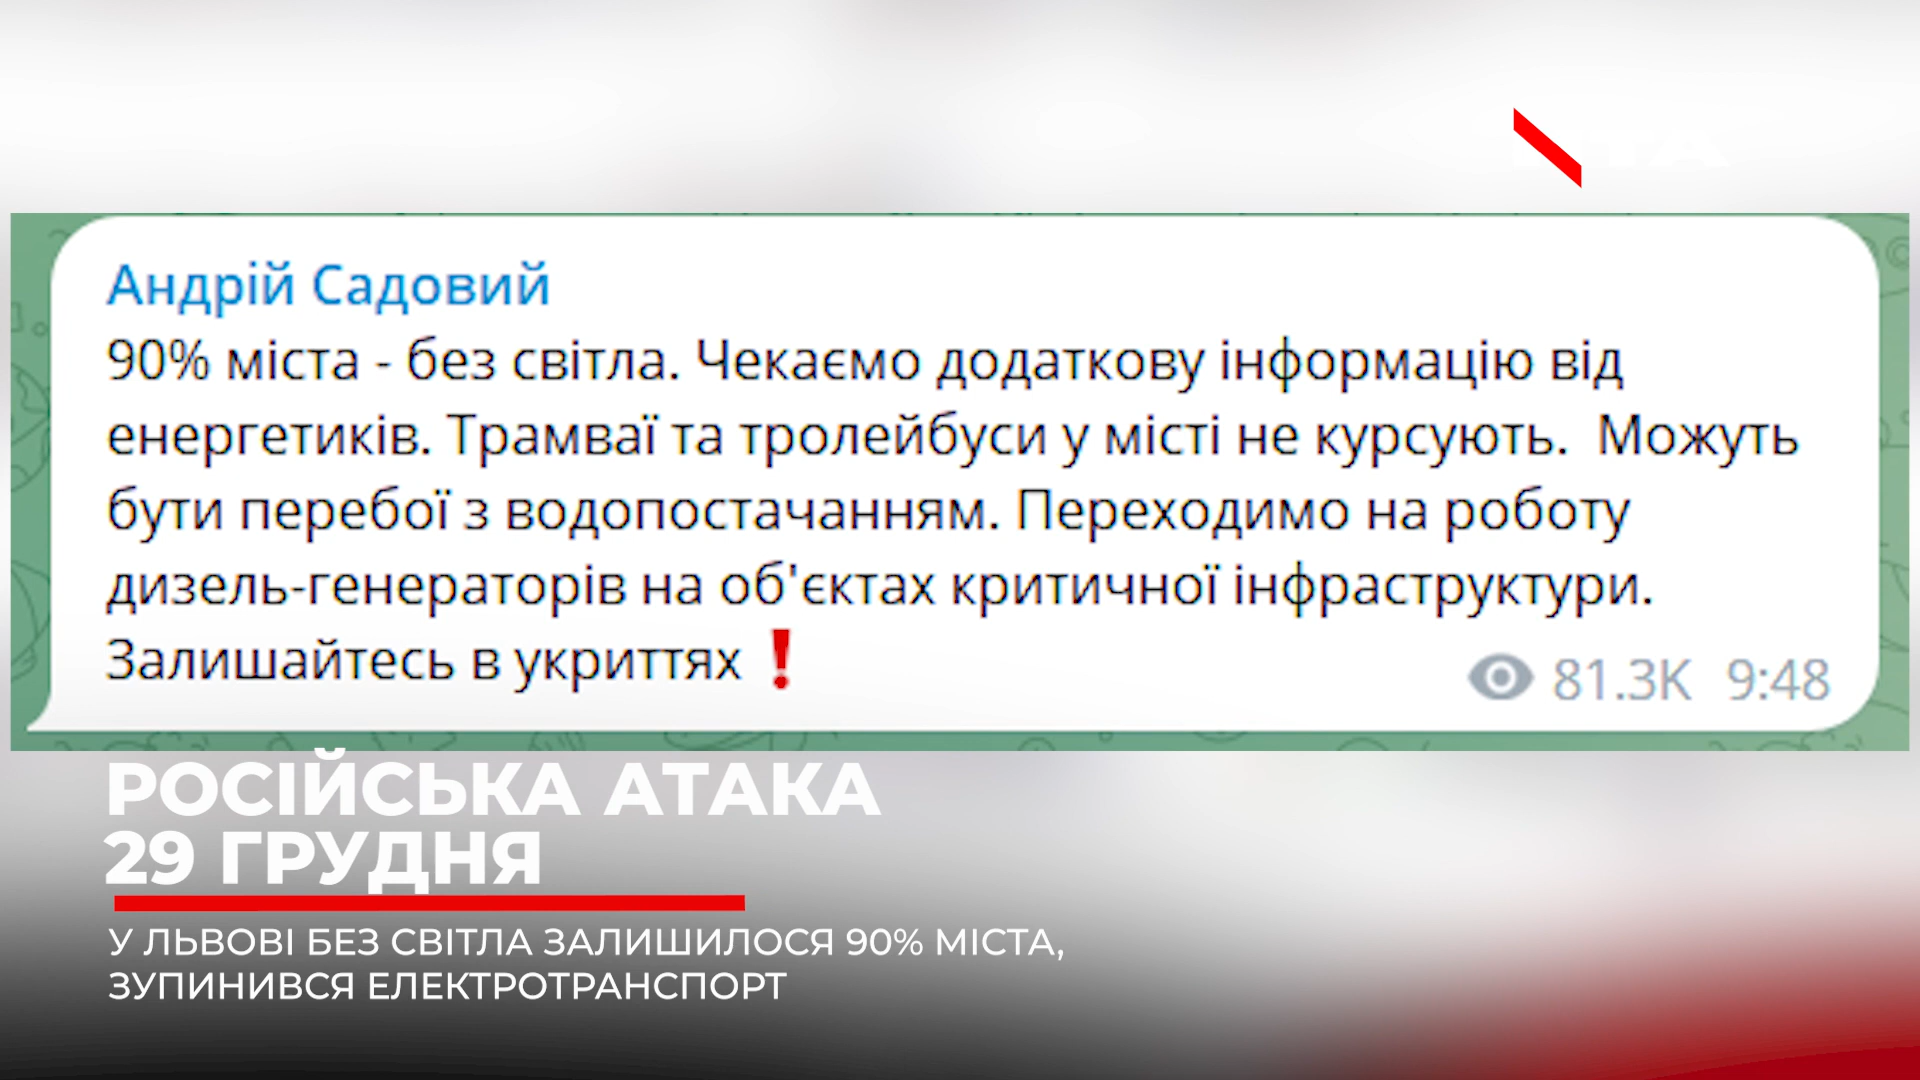 Андрій Садовий
90% міста - без світла. Чекаємо додаткову інформацію від
енергетиків. Трамваї та тролейбуси у місті не курсують.  Можуть
бути перебої з водопостачанням. Переходимо на роботу
дизель-генераторів на об'єктах критичної інфраструктури.
Залишайтесь в укриттях❗
81.3K 9:48
РОСІЙСЬКА АТАКА
29 ГРУДНЯ
У ЛЬВОВІ БЕЗ СВІТЛА ЗАЛИШИЛОСЯ 90% МІСТА,
ЗУПИНИВСЯ ЕЛЕКТРОТРАНСПОРТ